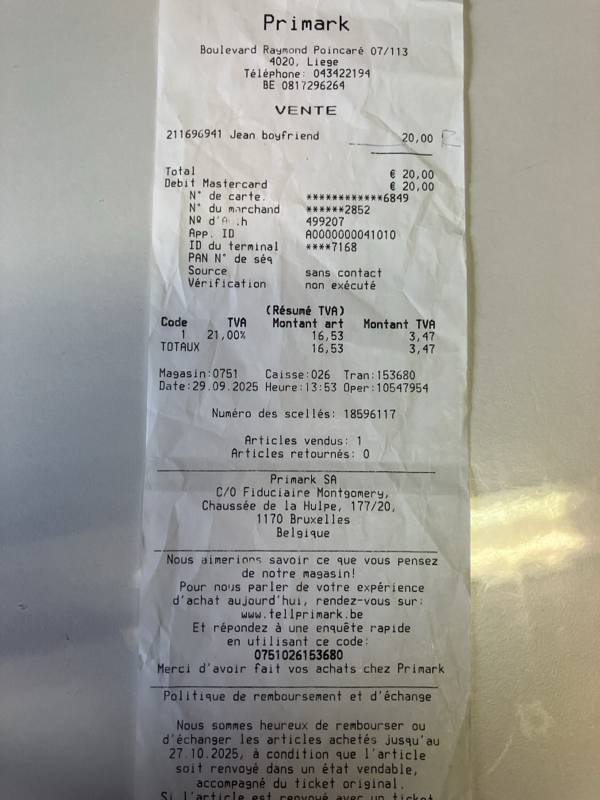 Primark
Boulevard Raymond Poincaré 07/113
4020, Liege
Téléphone: 043422194
BE 0817296264
VENTE
211696941 Jean boyfriend 20,00
Total € 20,00
Debit Mastercard € 20,00
N° de carte. ************6849
N° du marchand ******2852
Nº 499207
App. ID A0000000041010
ID du terminal ****7168
PAN N° de séq
Source sans contact
Vérification non exécuté
(Résumé TVA)
Code TVA Montant art Montant TVA
1 21,00% 16,53 3,47
TOTAUX 16,53 3,47
Magasin:0751 Caisse:026 Tran:153680
Date:29.09.2025 Heure:13:53 Oper:10547954
Numéro des scellés: 18596117
Articles vendus: 1
Articles retournés: 0
Primark SA
C/O Fiduciaire Montgomery,
Chaussée de la Hulpe, 177/20,
1170 Bruxelles
Belgique
Nous aimerions savoir ce que vous pensez
de notre magasin!
Pour nous parler de votre expérience
d'achat aujourd'hui, rendez-vous sur:
www.tellprimark.be
Et répondez à une enquête rapide
en utilisant ce code:
0751026153680
Merci d'avoir fait vos achats chez Primark
Politique de remboursement et d'échange
Nous sommes heureux de rembourser ou
d'échanger les articles achetés jusqu'au
27.10.2025, à condition que l'article
soit renvoyé dans un état vendable,
accompagné du ticket original.
Si l'article est renvoyé avec un ticket